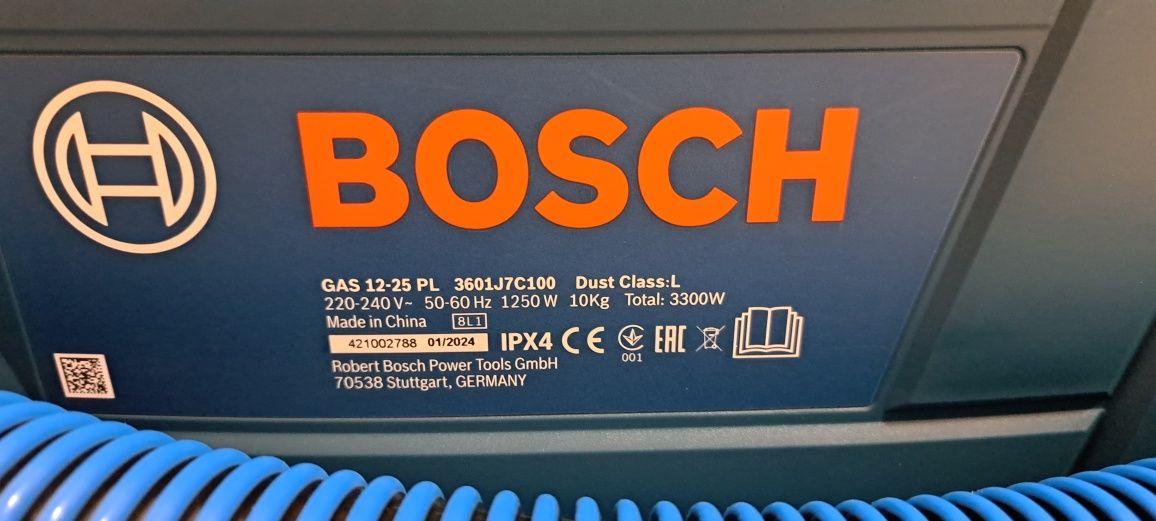 BOSCH
GAS 12-25 PL 3601J7C100 Dust Class:L
220-240 V~ 50-60 Hz 1250 W 10Kg Total: 3300W
Made in China 8L1
421002788 01/2024 IPX4 CE 001 EAC
Robert Bosch Power Tools GmbH
70538 Stuttgart, GERMANY